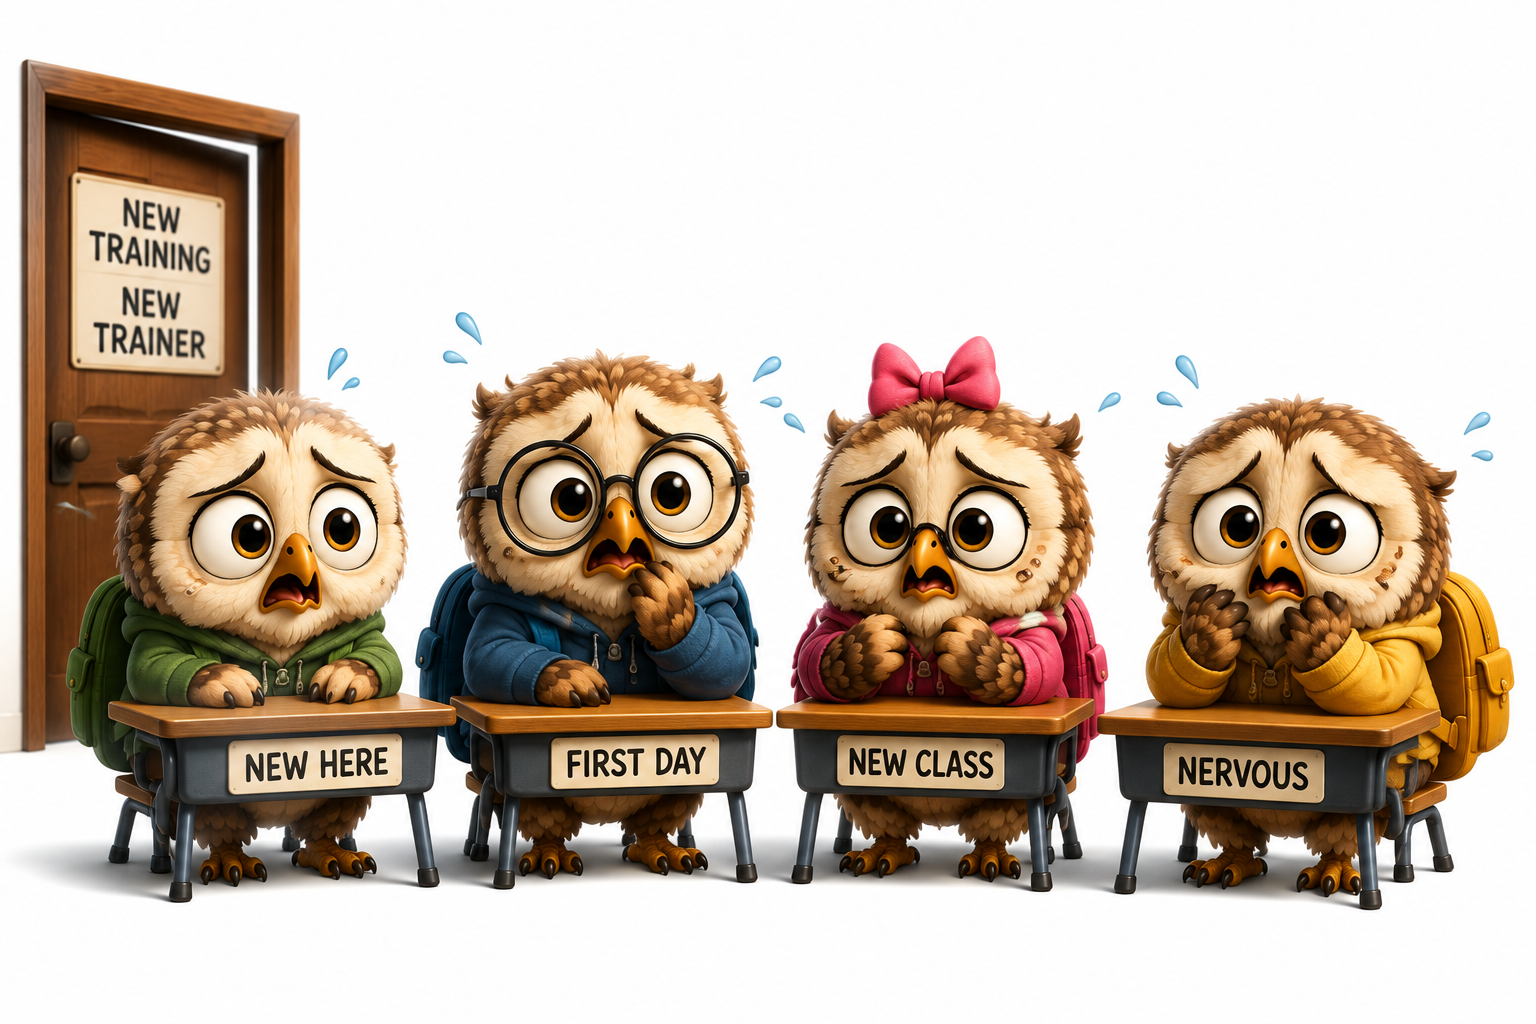 NEW
TRAINING
NEW
TRAINER
NEW HERE
FIRST DAY
NEW CLASS
NERVOUS